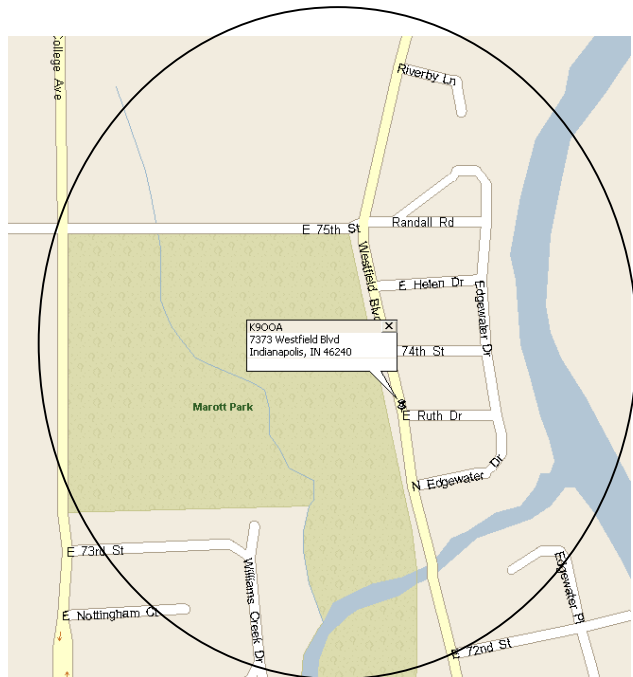 College Ave
Riverby Ln
E 75th St
Randall Rd
Westfield Blvd
E Helen Dr
Edgewater Dr
K9OOA
7373 Westfield Blvd
Indianapolis, IN 46240
74th St
Marott Park
E Ruth Dr
N Edgewater Dr
E 73rd St
Williams Creek Dr
E Nottingham Ct
Edgewater Pl
E 72nd St